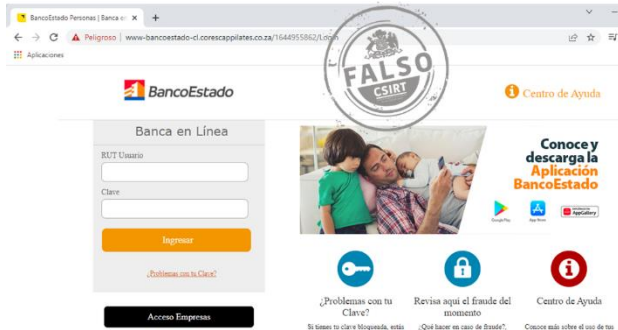 BancoEstado Personas | Banca en
Peligroso | www-bancoestado-cl.corescappilates.co.za/1644955862/Login
Aplicaciones
FALSO
CSIRT
BancoEstado
Centro de Ayuda
Banca en Línea
RUT Usuario
Clave
Ingresar
¿Problemas con tu Clave?
Acceso Empresas
Conoce y
descarga la
Aplicación
BancoEstado
Google Play
App Store
AppGallery
¿Problemas con tu
Clave?
Si tienes tu clave bloqueada, estás
Revisa aquí el fraude del
momento
¿Qué hacer en caso de fraude?,
Centro de Ayuda
Conoce más sobre el uso de tus